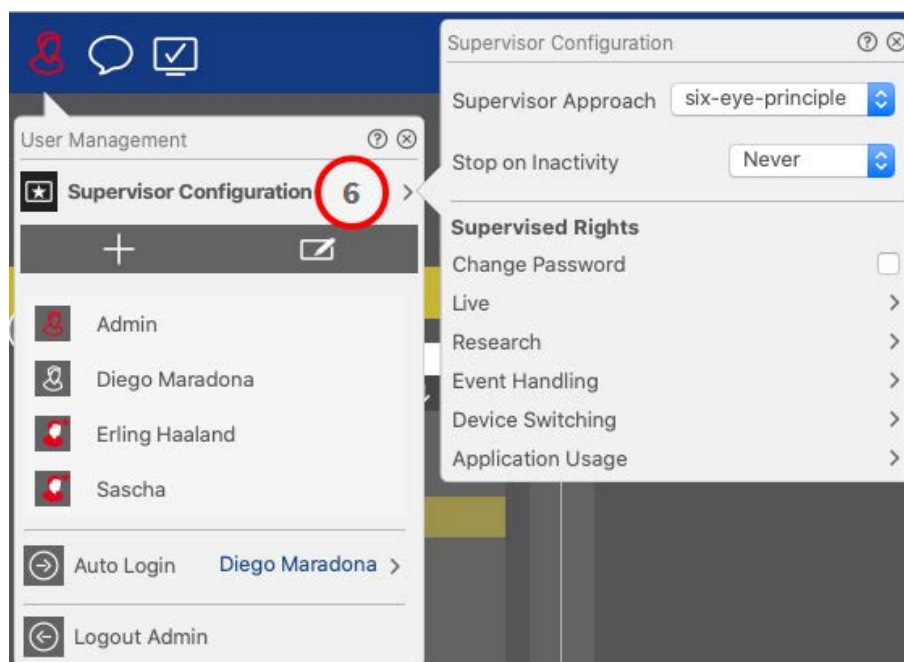 User Management
Supervisor Configuration 6
Admin
Diego Maradona
Erling Haaland
Sascha
Auto Login Diego Maradona
Logout Admin
Supervisor Configuration
Supervisor Approach six-eye-principle
Stop on Inactivity Never
Supervised Rights
Change Password
Live
Research
Event Handling
Device Switching
Application Usage